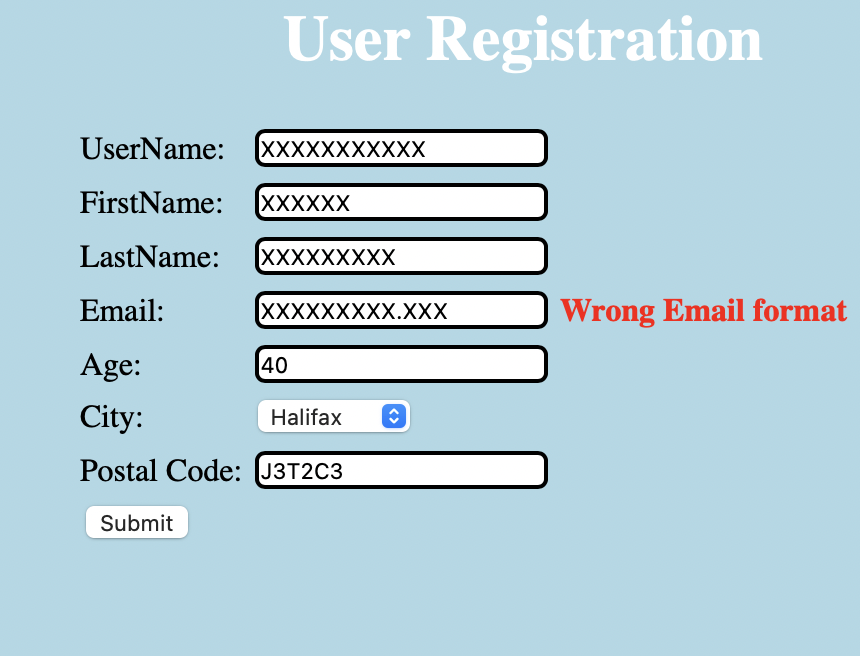 User Registration
UserName: XXXXXXXXXXX
FirstName: XXXXXX
LastName: XXXXXXXXX
Email: XXXXXXXXX.XXX Wrong Email format
Age: 40
City: Halifax
Postal Code: J3T2C3
Submit